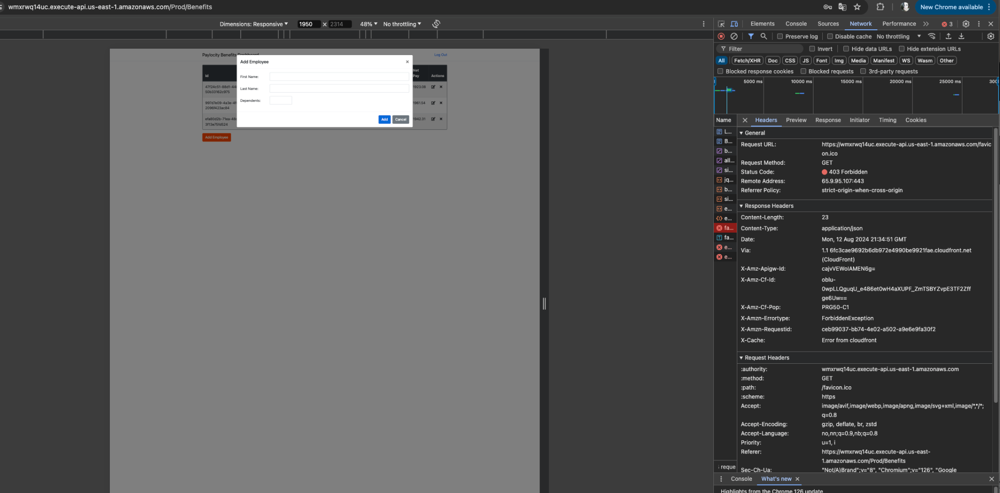 wmxrwq14uc.execute-api.us-east-1.amazonaws.com/Prod/Benefits
New Chrome available
Dimensions: Responsive 1950 x 2314 48% No throttling
Elements Console Sources Network Performance 3
Preserve log Disable cache No throttling
Filter Invert Hide data URLs Hide extension URLs
All Fetch/XHR Doc CSS JS Font Img Media Manifest WS Wasm Other
Blocked response cookies Blocked requests 3rd-party requests
5000 ms 10000 ms 15000 ms 20000 ms 25000 ms 300
Paylocity Benefits Dashboard Log Out
Add Employee ×
First Name:
Last Name:
Dependents:
Add Cancel
Id Net Pay Actions
1923.08
50b33162c975
997d7e09-4a3e-4f 1961.54
2096f423ac84
1942.31
3f13e75fd524
Add Employee
Name Headers Preview Response Initiator Timing Cookies
L...
B...
b...
all...
si...
jq...
b...
si...
e...
e...
fa...
fa...
e...
e...
reque
General
Request URL: https://wmxrwq14uc.execute-api.us-east-1.amazonaws.com/favic
on.ico
Request Method: GET
Status Code: 403 Forbidden
Remote Address: 65.9.95.107:443
Referrer Policy: strict-origin-when-cross-origin
Response Headers
Content-Length: 23
Content-Type: application/json
Date: Mon, 12 Aug 2024 21:34:51 GMT
Via: 1.1 6fc3cae9692b6db972e4990be9921fae.cloudfront.net
(CloudFront)
X-Amz-Apigw-Id: cajvVEWoIAMEN6g=
X-Amz-Cf-Id: oblu-
0wpLLQguqU_e486et0wH4aXUPF_ZmTSBYZvpE3TF2Zff
ge6Uw==
X-Amz-Cf-Pop: PRG50-C1
X-Amzn-Errortype: ForbiddenException
X-Amzn-Requestid: ceb99037-bb74-4e02-a502-a9e6e9fa30f2
X-Cache: Error from cloudfront
Request Headers
:authority: wmxrwq14uc.execute-api.us-east-1.amazonaws.com
:method: GET
:path: /favicon.ico
:scheme: https
Accept: image/avif,image/webp,image/apng,image/svg+xml,image/*,*/*;
q=0.8
Accept-Encoding: gzip, deflate, br, zstd
Accept-Language: no,nn;q=0.9,nb;q=0.8
Priority: u=1, i
Referer: https://wmxrwq14uc.execute-api.us-east-
1.amazonaws.com/Prod/Benefits
Sec-Ch-Ua: "Not/A)Brand";v="8", "Chromium";v="126", "Google
Console What's new
Highlights from the Chrome 126 update